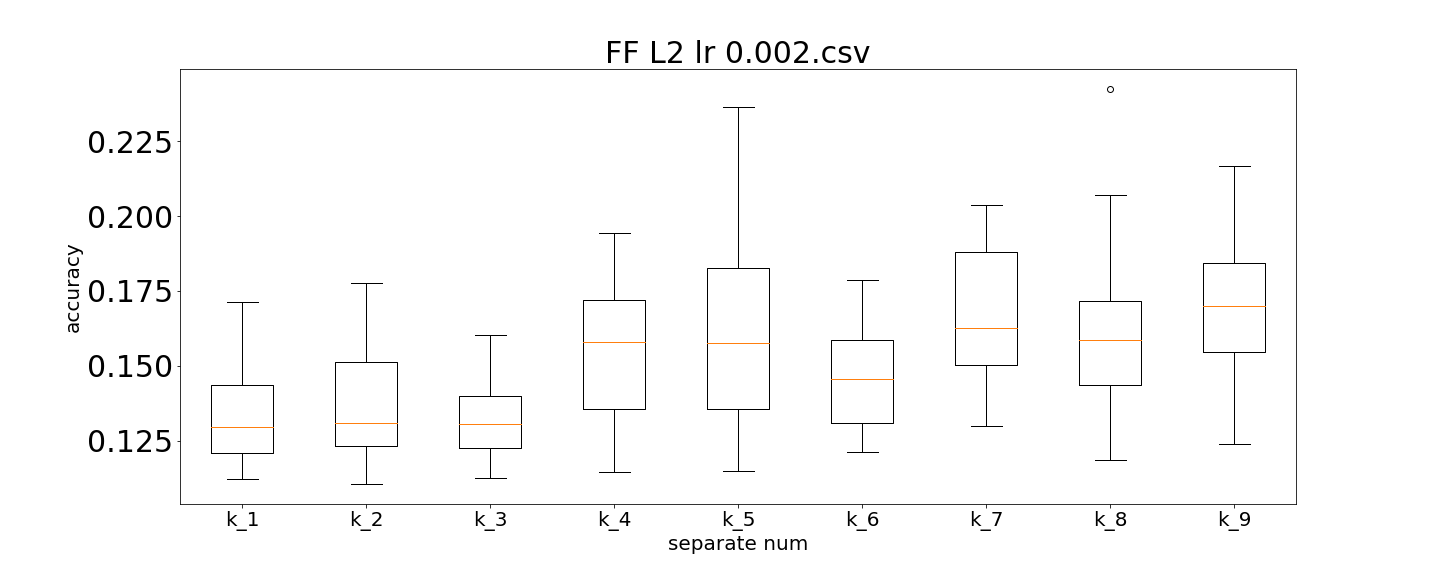 FF L2 lr 0.002.csv
accuracy
0.225
0.200
0.175
0.150
0.125
k_1 k_2 k_3 k_4 k_5 k_6 k_7 k_8 k_9
separate num